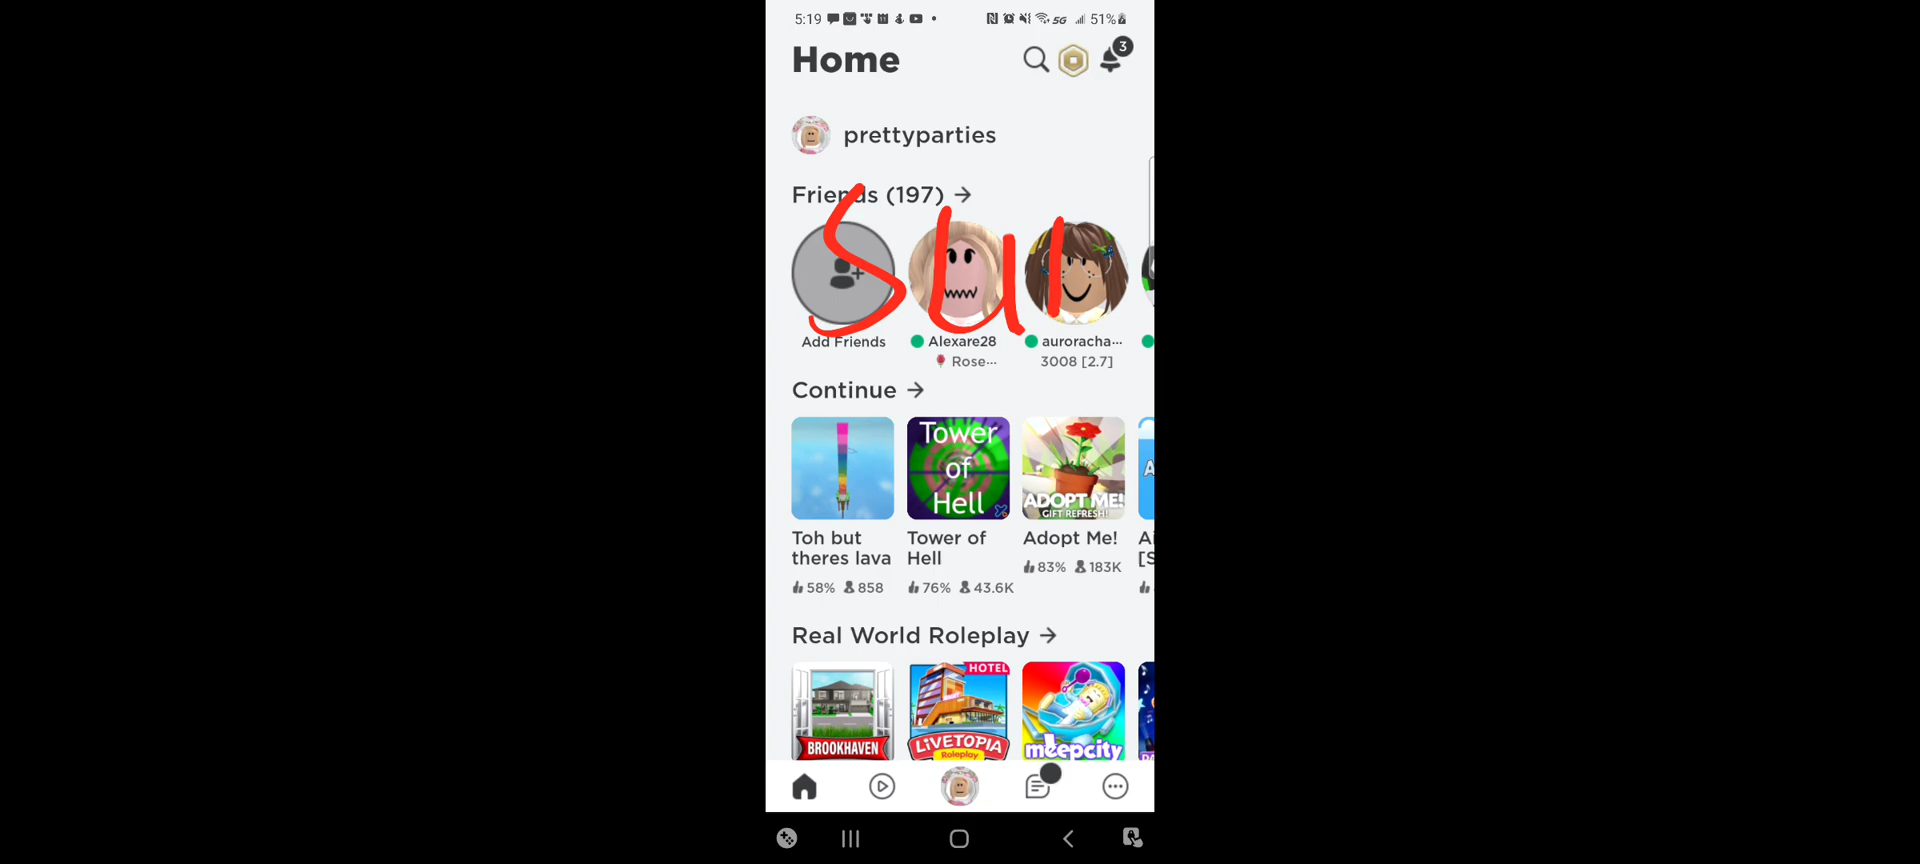 5:19 5G 51%
Home
3
prettyparties
Friends (197) →
Add Friends
Alexare28
auroracha...
Rose...
3008 [2.7]
Continue →
Tower of Hell
ADOPT ME!
GIFT REFRESH!
Toh but theres lava
Tower of Hell
Adopt Me!
58% 858
76% 43.6K
83% 183K
Real World Roleplay →
BROOKHAVEN
HOTEL
LIVETOPIA
Roleplay
meepcity